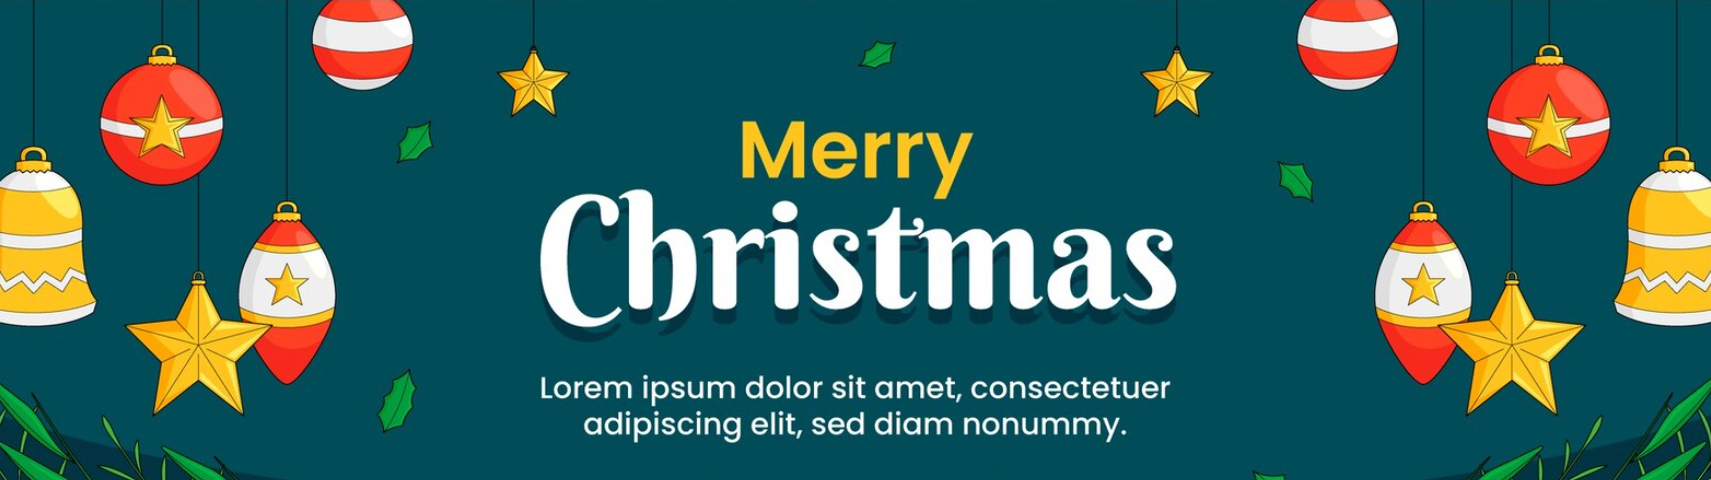 Merry
Christmas
Lorem ipsum dolor sit amet, consectetuer
adipiscing elit, sed diam nonummy.